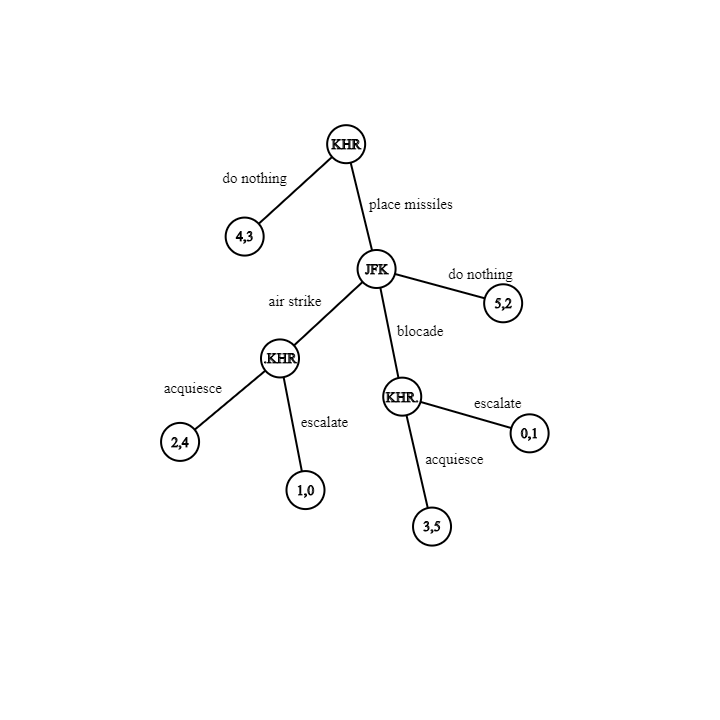 KHR
do nothing
place missiles
4,3
JFK
do nothing
air strike
5,2
blocade
.KHR
acquiesce
KHR.
escalate
escalate
2,4
0,1
acquiesce
1,0
3,5